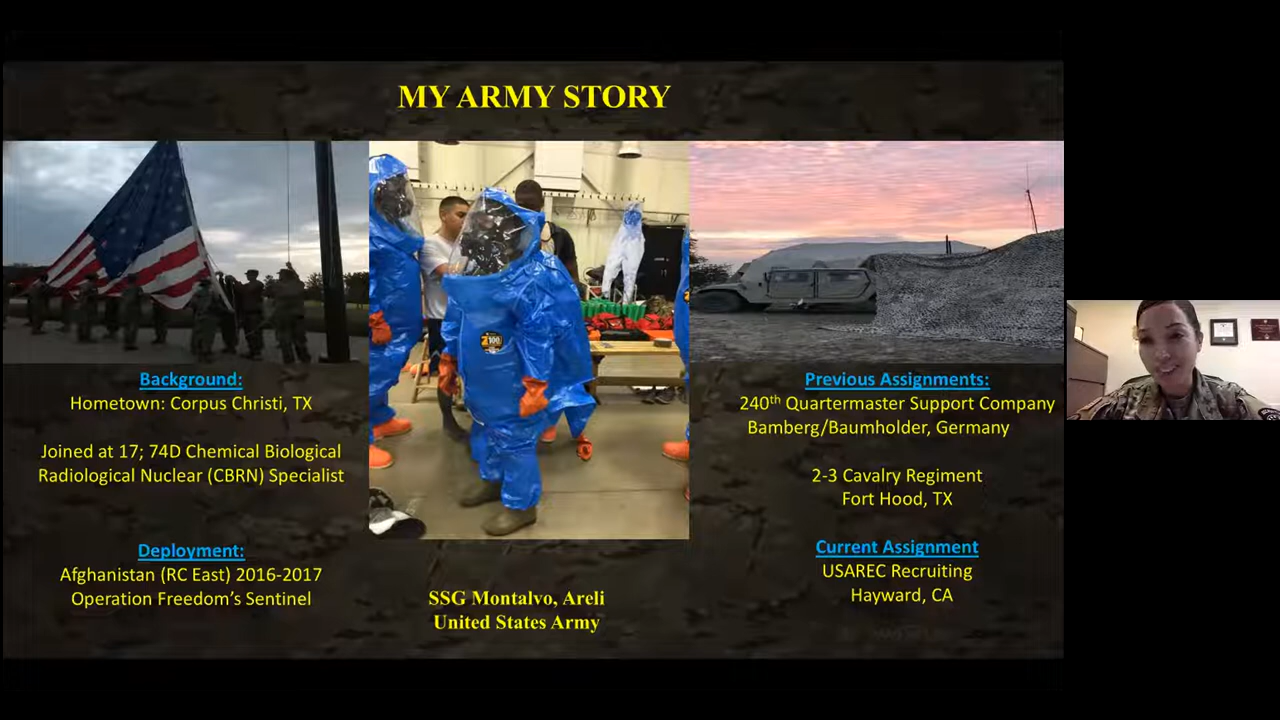 MY ARMY STORY
Background:
Hometown: Corpus Christi, TX
Joined at 17; 74D Chemical Biological
Radiological Nuclear (CBRN) Specialist
Deployment:
Afghanistan (RC East) 2016-2017
Operation Freedom's Sentinel
Z100
SSG Montalvo, Areli
United States Army
Previous Assignments:
240th Quartermaster Support Company
Bamberg/Baumholder, Germany
2-3 Cavalry Regiment
Fort Hood, TX
Current Assignment
USAREC Recruiting
Hayward, CA